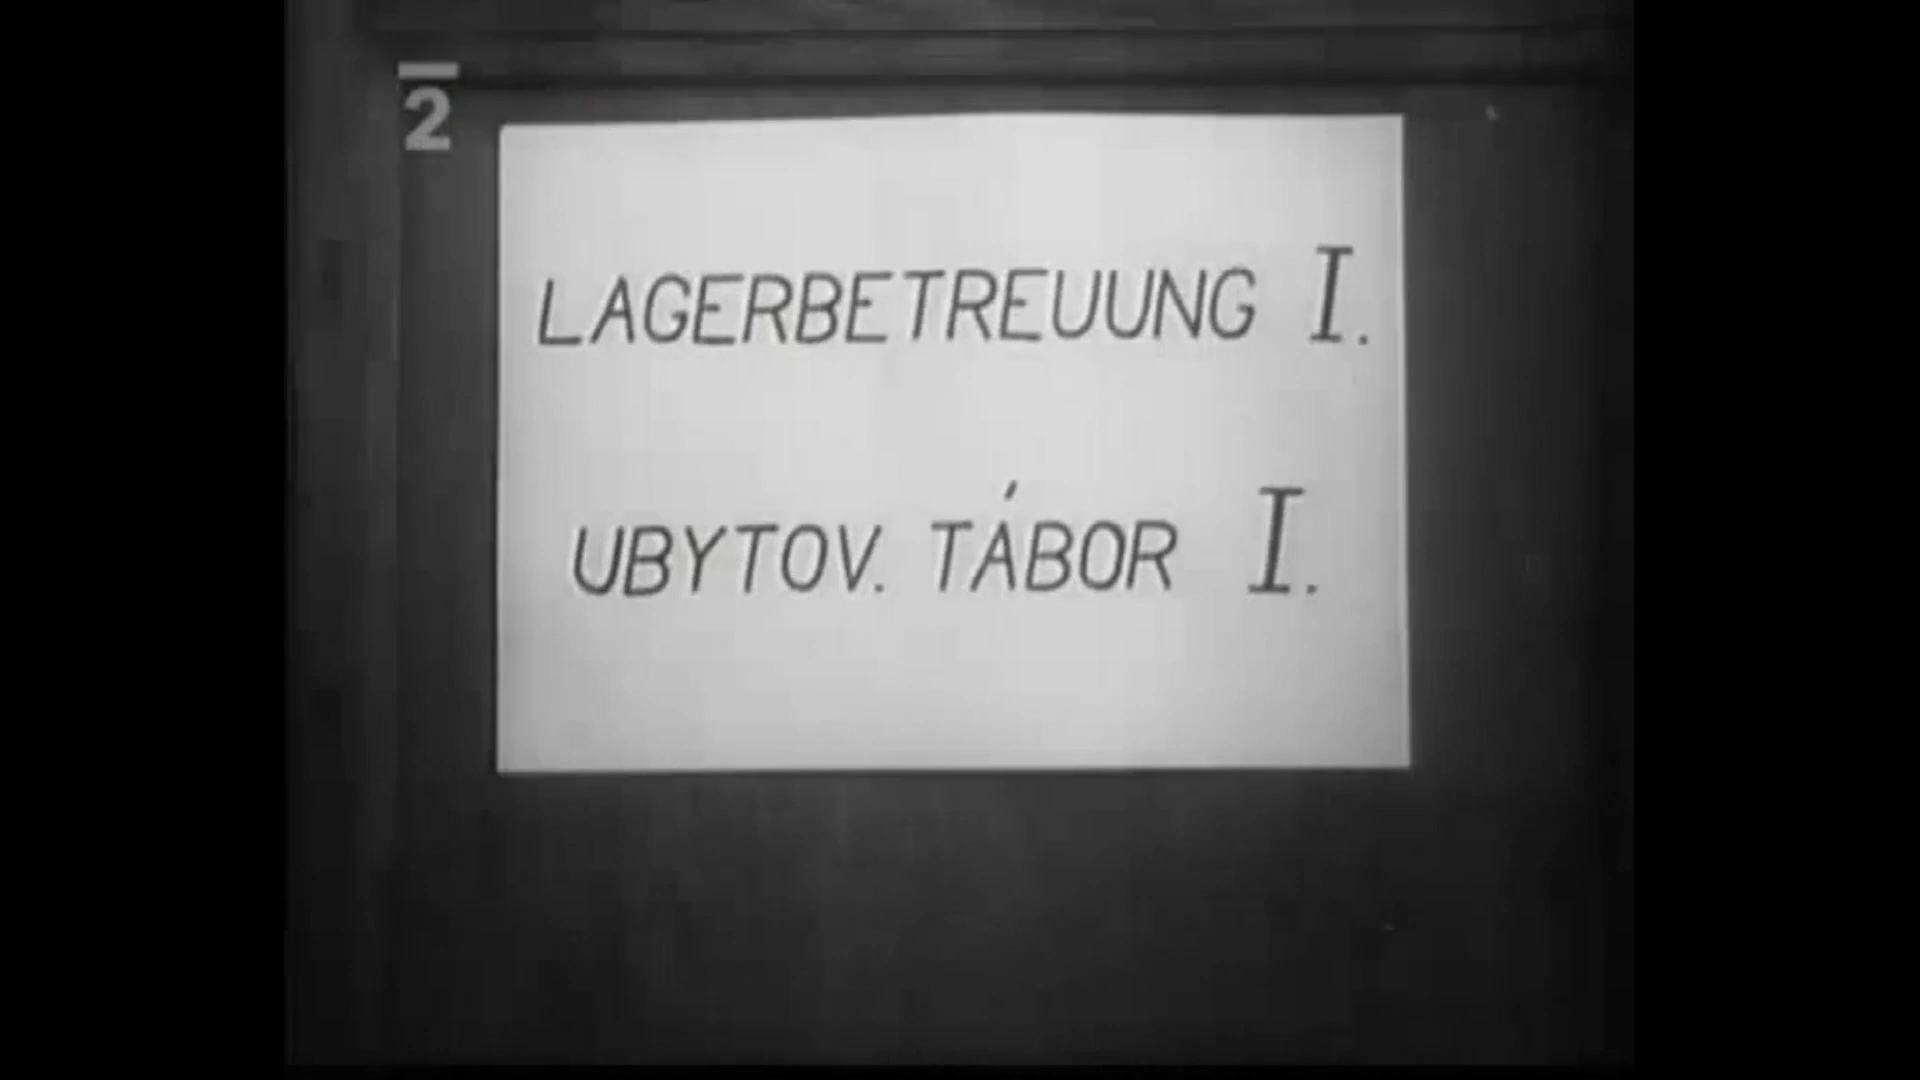 2
LAGERBETREUUNG I.
UBYTOV. TÁBOR I.